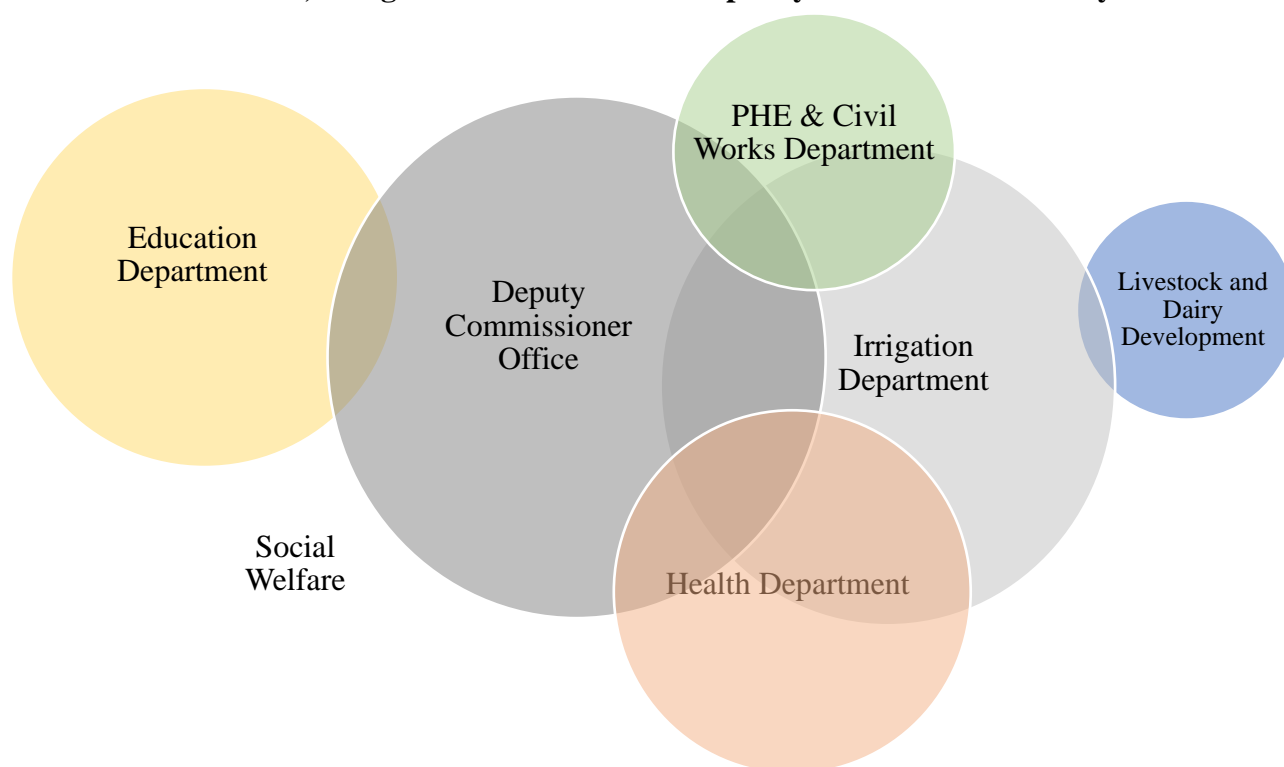 PHE & Civil
Works Department
Education
Department
Deputy
Commissioner
Office
Livestock and
Dairy
Development
Irrigation
Department
Social
Welfare
Health Department